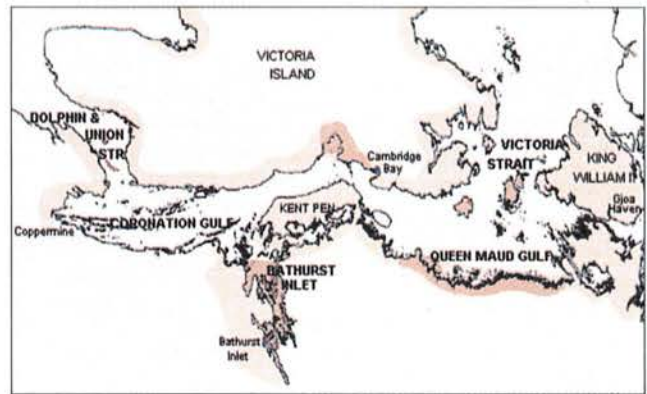 VICTORIA
ISLAND
DOLPHIN &
UNION
STR.
VICTORIA
STRAIT
Cambridge
Bay
KING
WILLIAM I
Gjoa
Haven
KENT PEN
CORONATION GULF
Coppermine
QUEEN MAUD GULF
BATHURST
INLET
Bathurst
Inlet